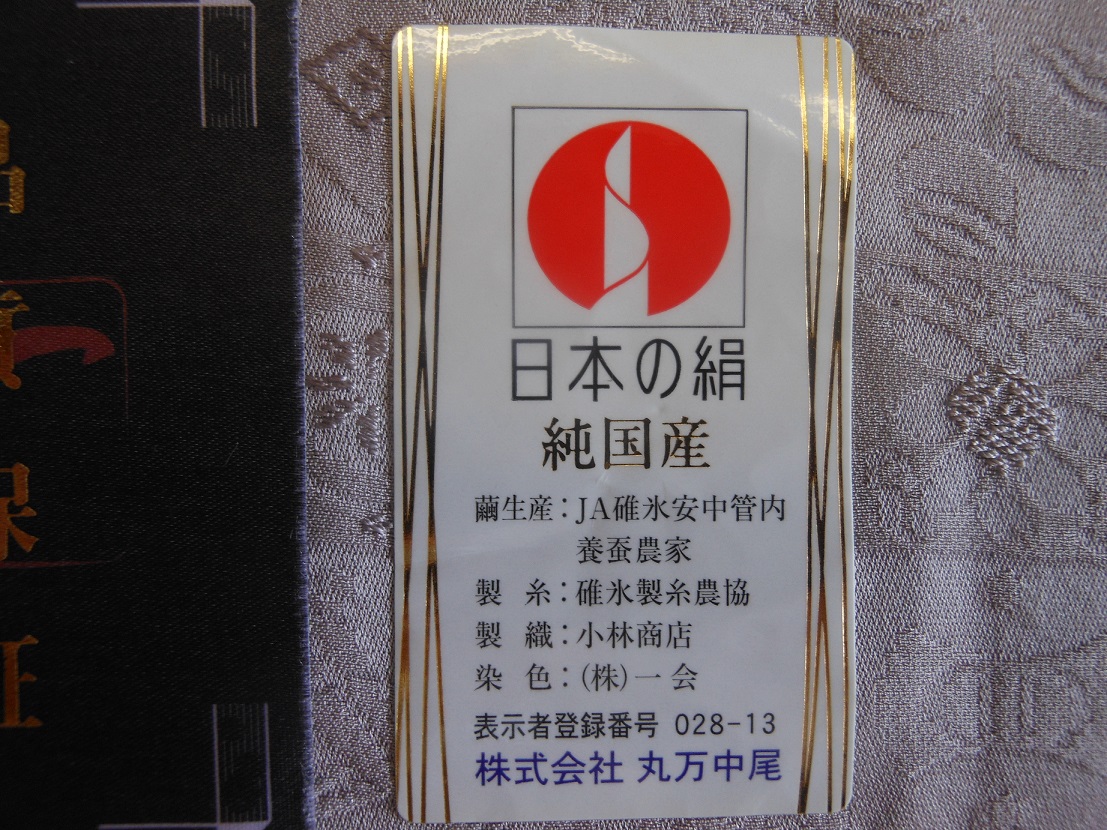 日本の絹
純国産
繭生産：JA碓氷安中管内
養蚕農家
製 糸：碓氷製糸農協
製 織：小林商店
染 色：(株)一会
表示者登録番号 028-13
株式会社 丸万中尾